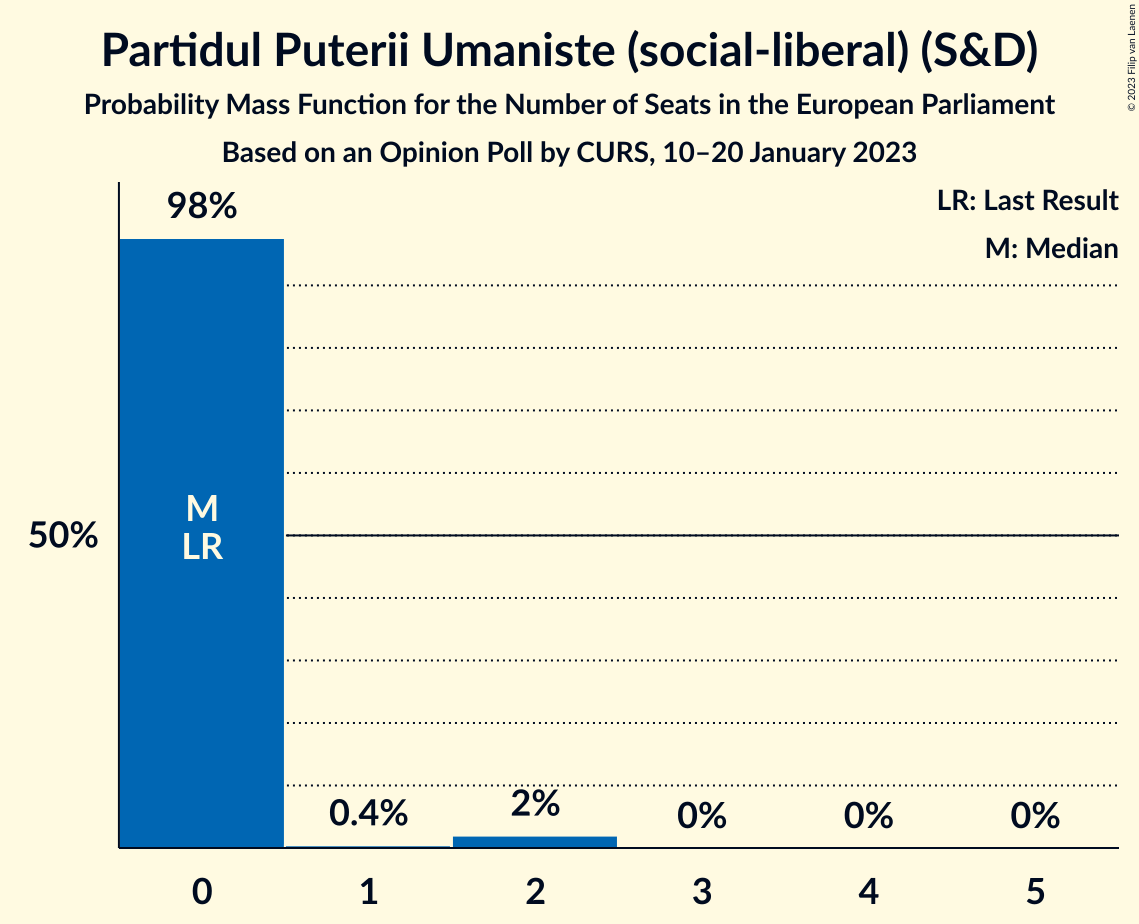 Partidul Puterii Umaniste (social-liberal) (S&D)
Probability Mass Function for the Number of Seats in the European Parliament
Based on an Opinion Poll by CURS, 10–20 January 2023
© 2023 Filip van Laenen
LR: Last Result
M: Median
98%
M
LR
50%
0.4%
2%
0%
0%
0%
0
1
2
3
4
5